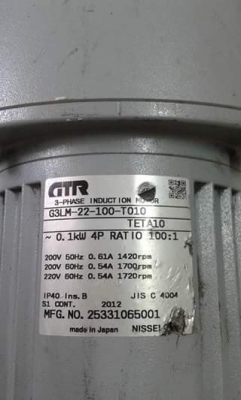 GTR
3-PHASE INDUCTION MOTOR
G3LM-22-100-T010
TETA10
~ 0.1kW 4P RATIO 100:1
200V 50Hz 0.61A 1420rpm
200V 60Hz 0.54A 1700rpm
220V 60Hz 0.54A 1720rpm
IP40 Ins.B JIS C 4004
S1 CONT. 2012
MFG.NO. 25331065001
made in Japan NISSEI